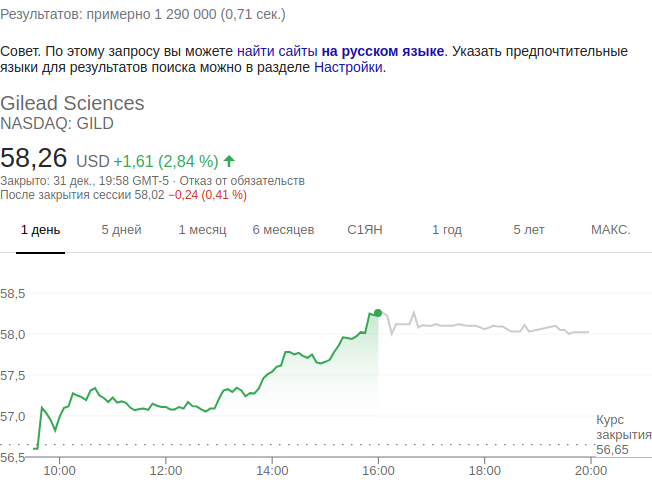 Результатов: примерно 1 290 000 (0,71 сек.)
Совет. По этому запросу вы можете найти сайты на русском языке. Указать предпочтительные
языки для результатов поиска можно в разделе Настройки.
Gilead Sciences
NASDAQ: GILD
58,26 USD +1,61 (2,84 %)
Закрыто: 31 дек., 19:58 GMT-5 · Отказ от обязательств
После закрытия сессии 58,02 −0,24 (0,41 %)
1 день 5 дней 1 месяц 6 месяцев С1ЯН 1 год 5 лет МАКС.
58,5
58,0
57,5
57,0
Курс
закрытия
56,65
56,5
10:00 12:00 14:00 16:00 18:00 20:00